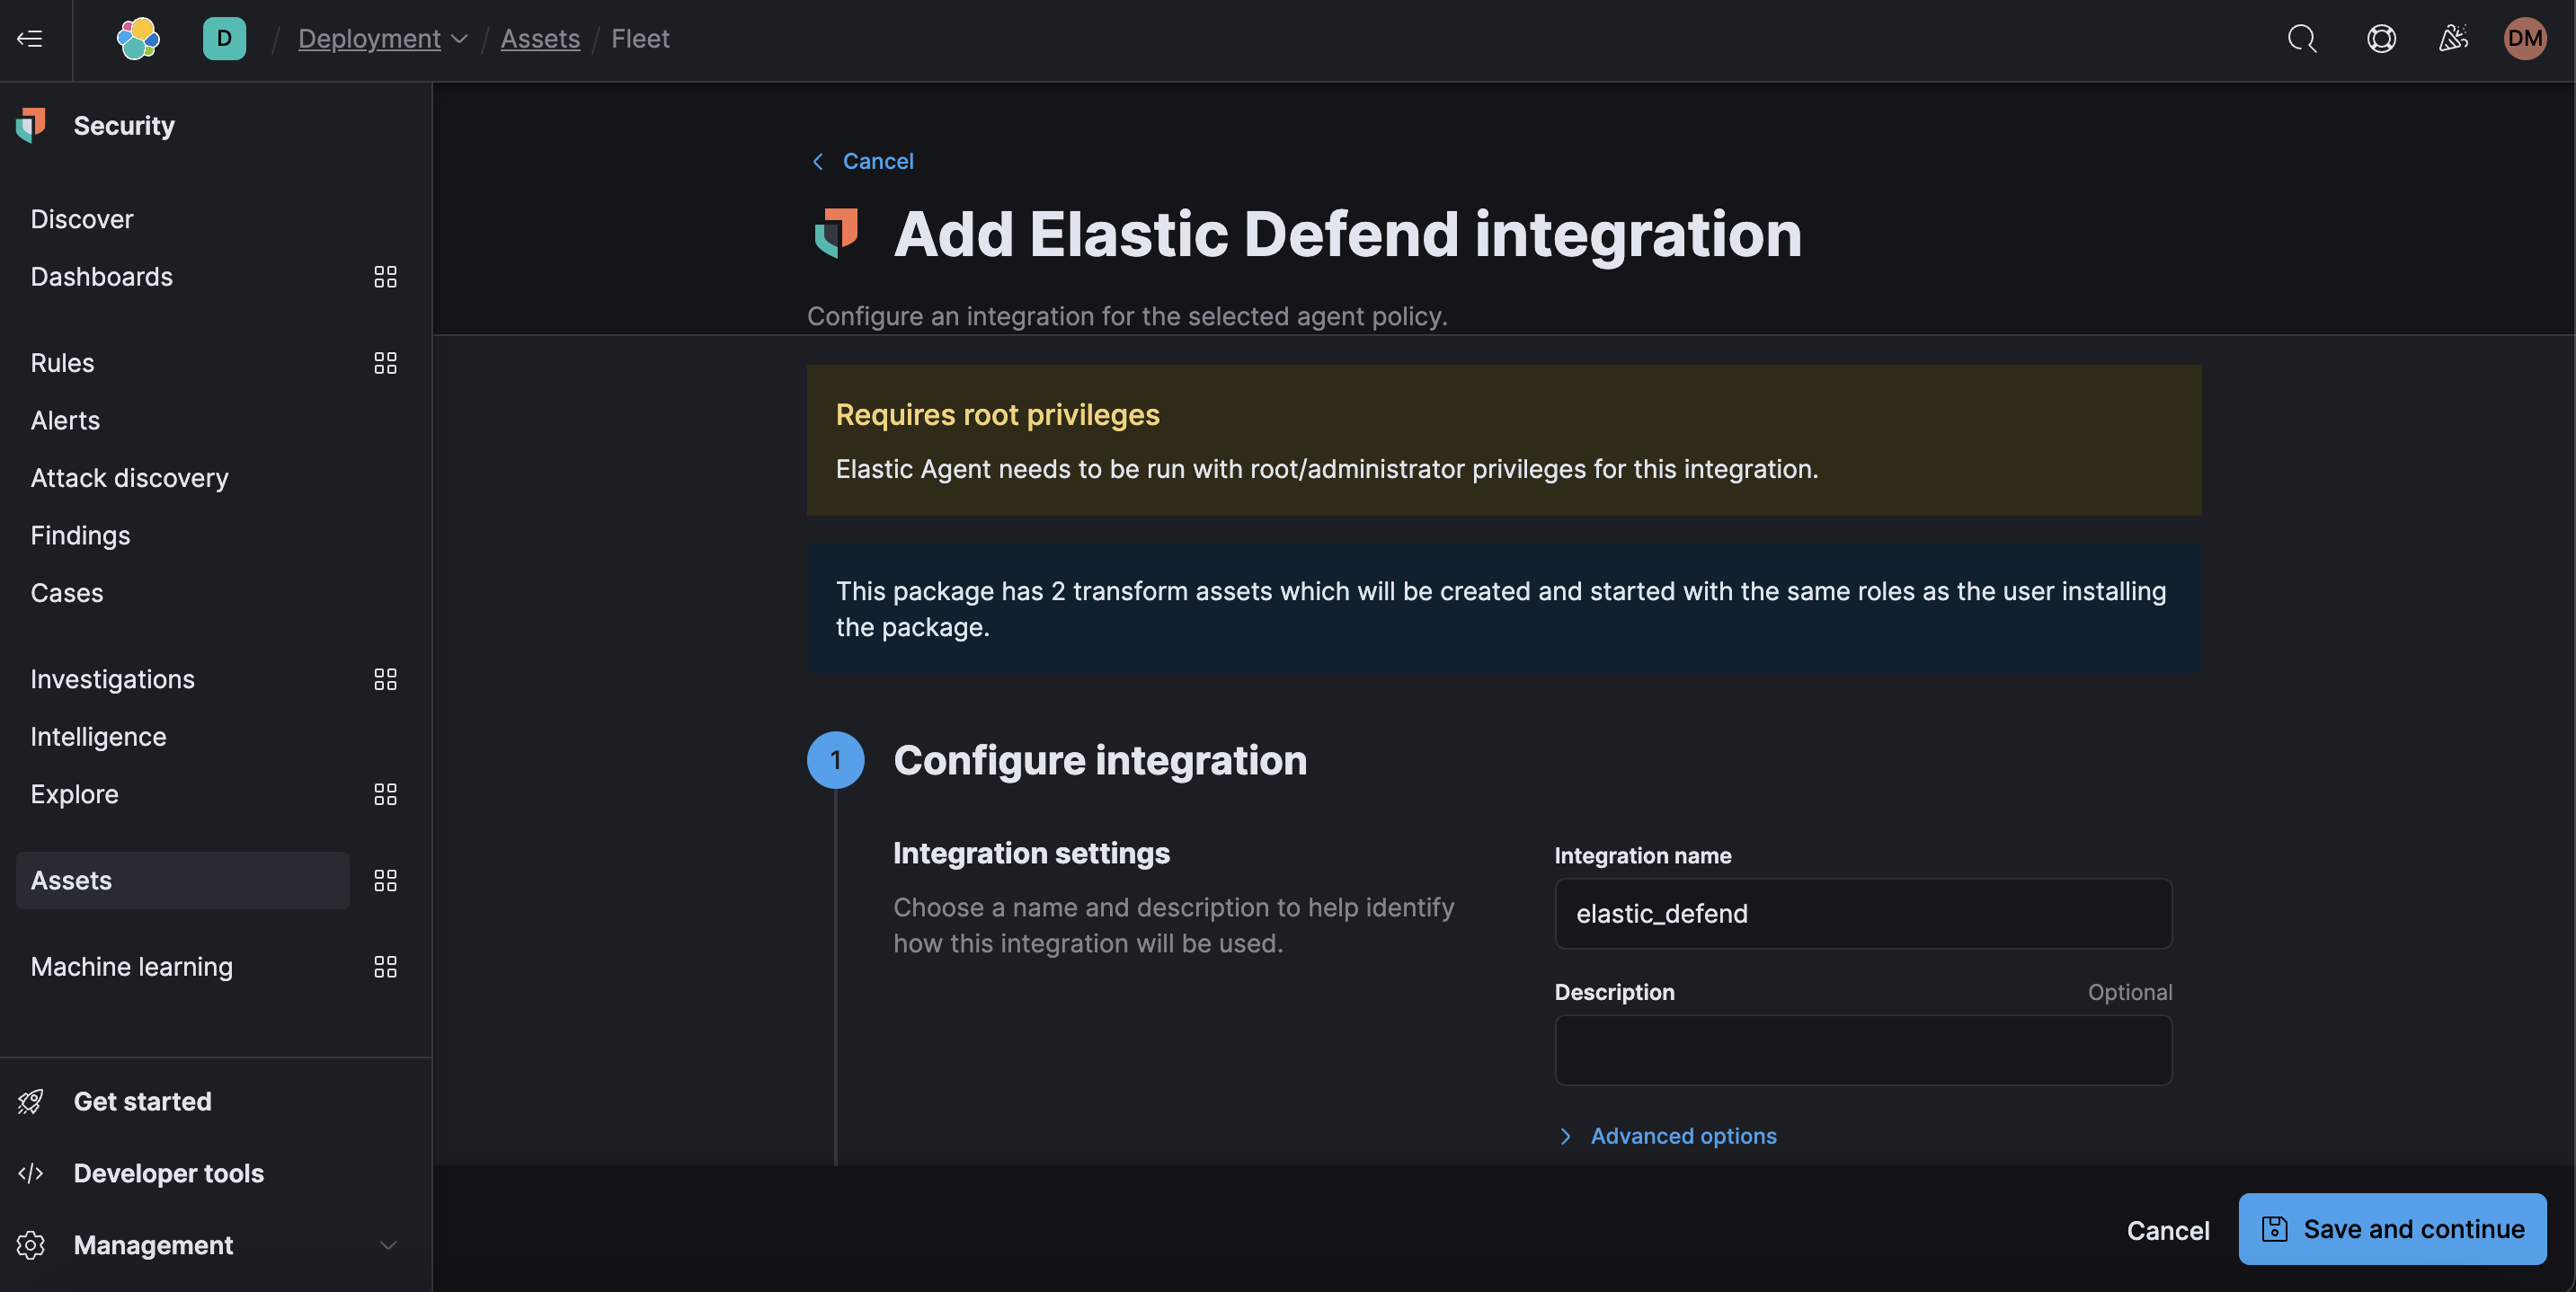 D / Deployment / Assets / Fleet
DM
Security
Discover
Dashboards
Rules
Alerts
Attack discovery
Findings
Cases
Investigations
Intelligence
Explore
Assets
Machine learning
Get started
Developer tools
Management
Cancel
Add Elastic Defend integration
Configure an integration for the selected agent policy.
Requires root privileges
Elastic Agent needs to be run with root/administrator privileges for this integration.
This package has 2 transform assets which will be created and started with the same roles as the user installing
the package.
1 Configure integration
Integration settings
Choose a name and description to help identify
how this integration will be used.
Integration name
elastic_defend
Description Optional
Advanced options
Cancel Save and continue